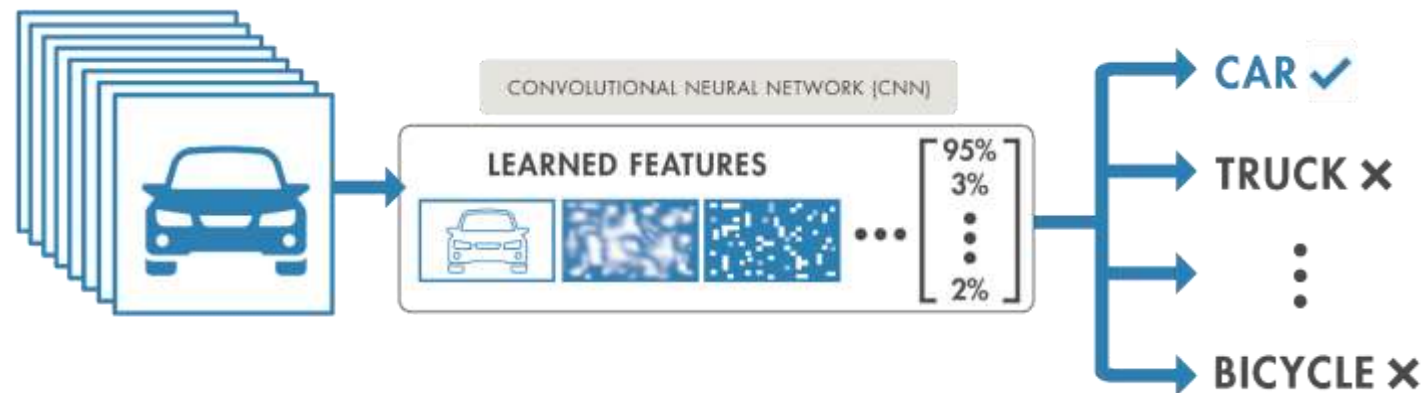 CONVOLUTIONAL NEURAL NETWORK (CNN)
LEARNED FEATURES
95%
3%
2%
CAR
TRUCK
BICYCLE